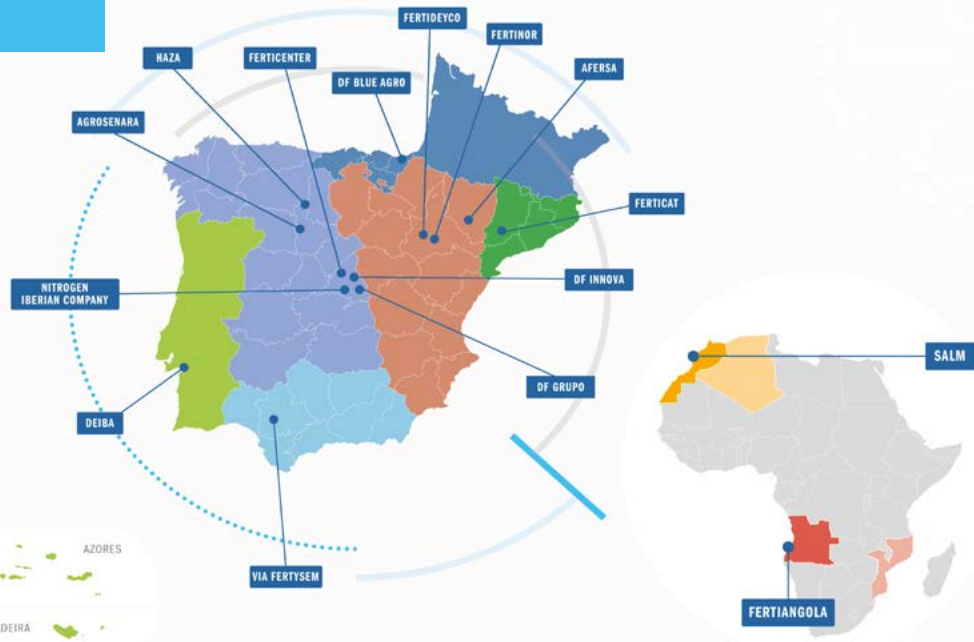 FERTIDEYCO
FERTINOR
HAZA
FERTICENTER
AFERSA
DF BLUE AGRO
AGROSENARA
FERTICAT
DF INNOVA
NITROGEN
IBERIAN COMPANY
SALM
DF GRUPO
DEIBA
AZORES
VIA FERTYSEM
FERTIANGOLA
DEIRA